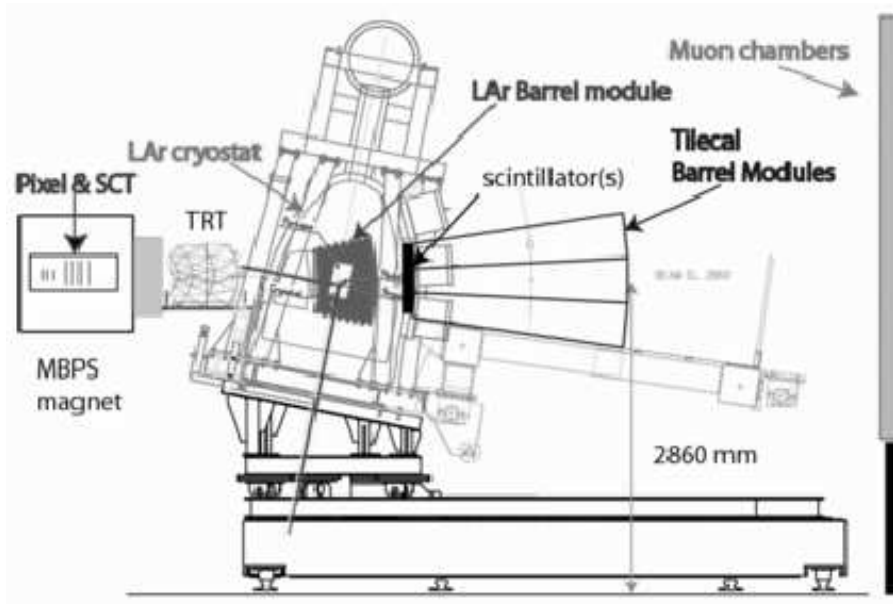 Muon chambers
LAr Barrel module
Tilecal
Barrel Modules
LAr cryostat
scintillator(s)
Pixel & SCT
TRT
MBPS
magnet
2860 mm